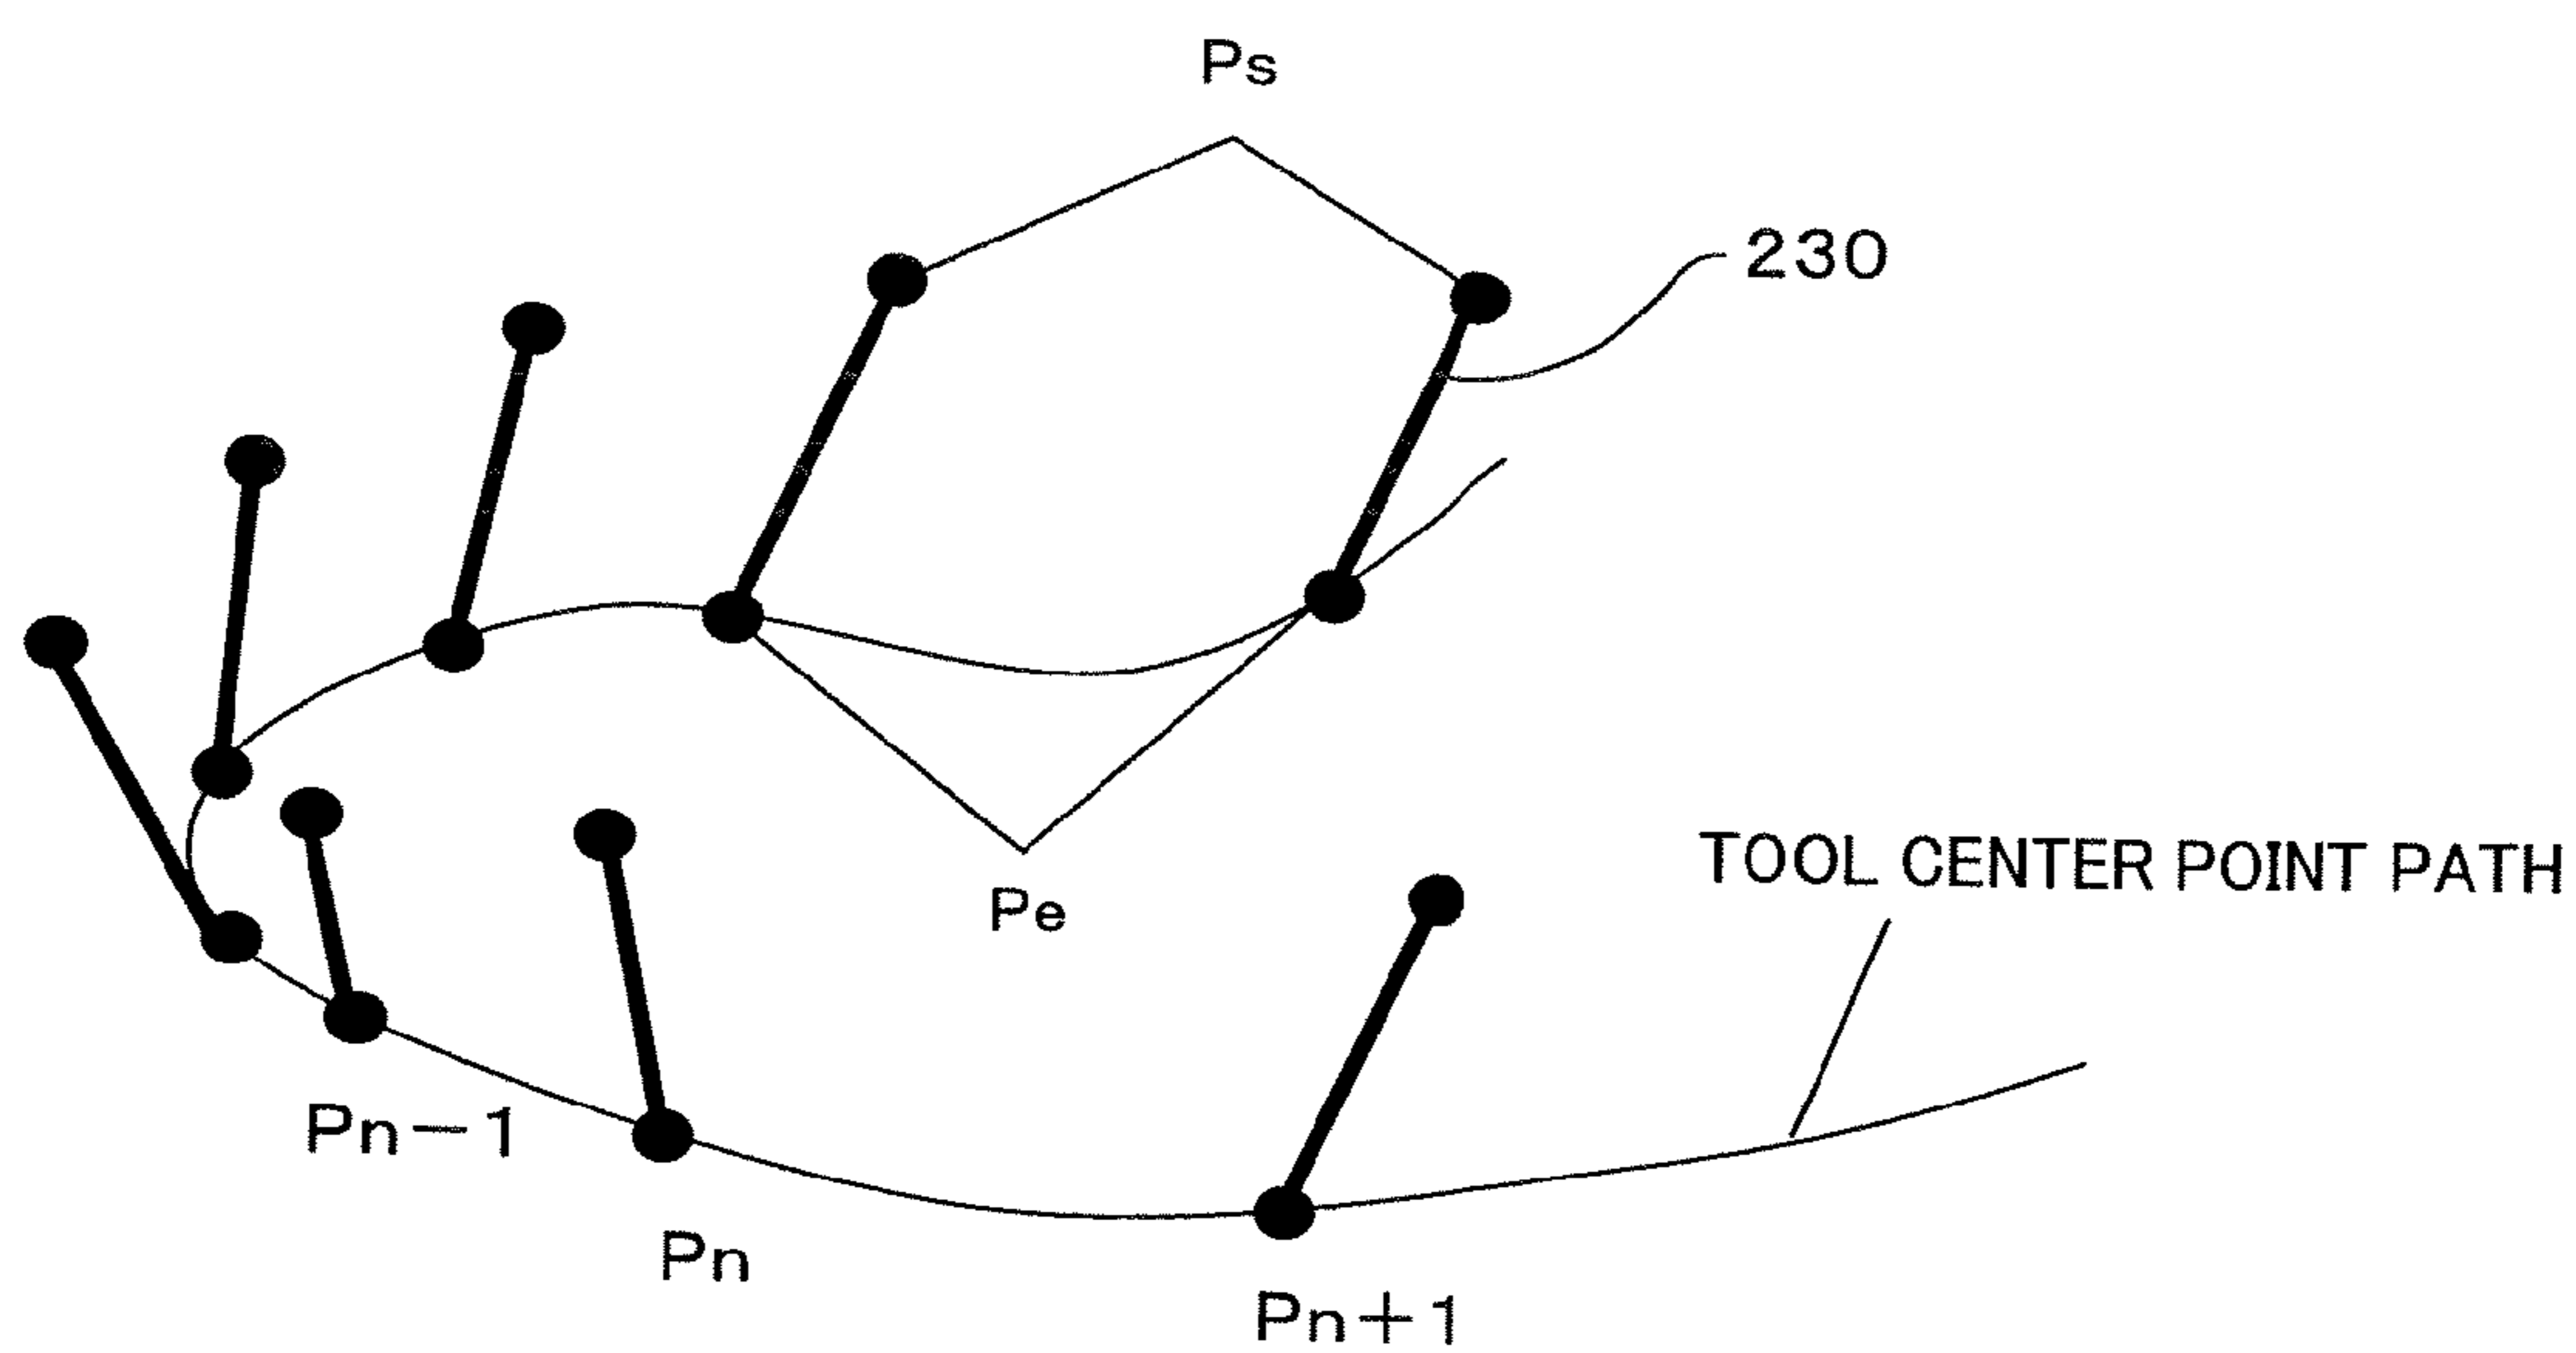 Ps
230
TOOL CENTER POINT PATH
Pe
Pn−1
Pn
Pn+1